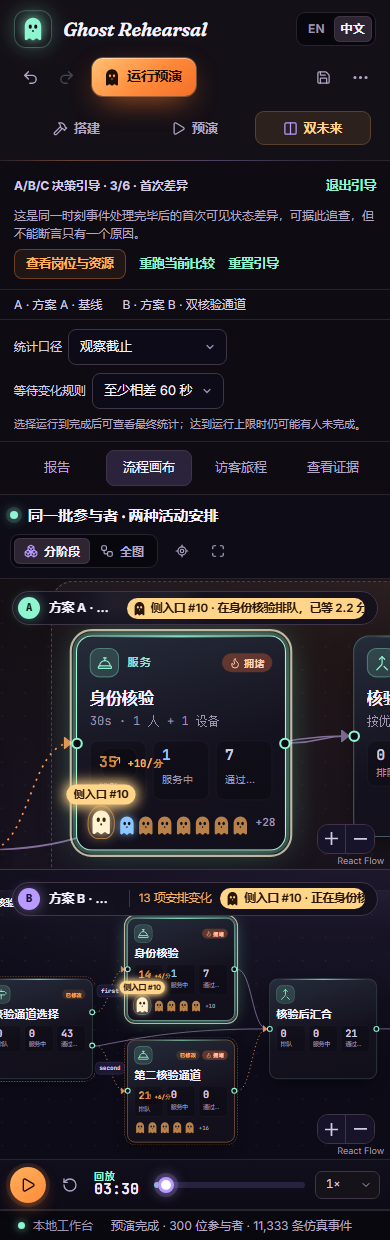 Ghost Rehearsal
EN 中文
运行预演
搭建 预演 双未来
A/B/C 决策引导 · 3/6 · 首次差异 退出引导
这是同一时刻事件处理完毕后的首次可见状态差异，可据此追查，但
不能断言只有一个原因。
查看岗位与资源 重跑当前比较 重置引导
A · 方案 A · 基线 B · 方案 B · 双核验通道
统计口径 观察截止
等待变化规则 至少相差 60 秒
选择运行到完成后可查看最终统计；达到运行上限时仍可能有人未完成。
报告 流程画布 访客旅程 查看证据
同一批参与者 · 两种活动安排
分阶段 全图
A 方案 A · ... 侧入口 #10 · 在身份核验排队，已等 2.2 分
服务 拥堵
身份核验 核验
30s · 1 人 + 1 设备 按优
35 +10/分 1 7 0
服务中 通过... 排队
侧入口 #10
+28
React Flow
B 方案 B · ... 13 项安排变化 侧入口 #10 · 正在身份核
拥堵
身份核验
14 +4/分 1 7
服务中 通过...
侧入口 #10
+10
first
已修改
核验通道选择 核验后汇合
0 0 43 0 0 21
排队 服务中 通过... 排队 服务中 通过...
second
已修改 拥堵
第二核验通道
21 +6/分 0 0
排队 服务中 通过...
+16
React Flow
回放
03:30 1×
本地工作台 预演完成 · 300 位参与者 · 11,333 条仿真事件